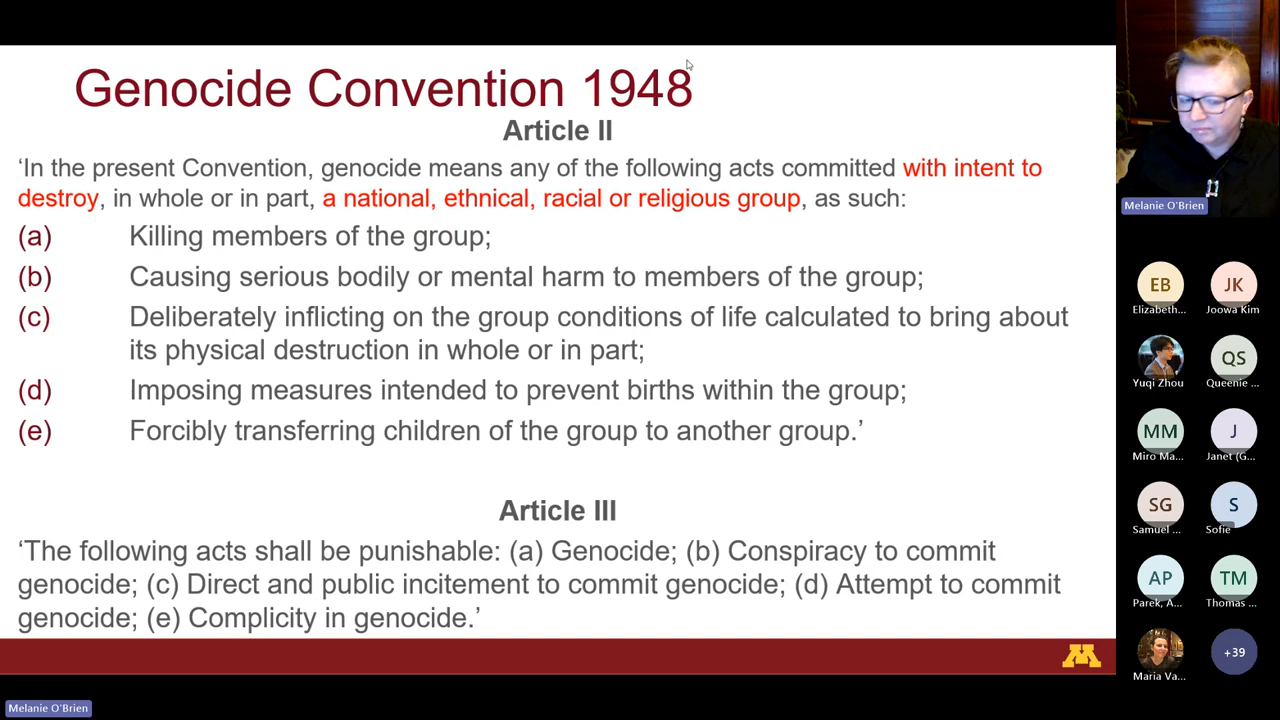 Genocide Convention 1948
Article II
‘In the present Convention, genocide means any of the following acts committed with intent to
destroy, in whole or in part, a national, ethnical, racial or religious group, as such:
(a) Killing members of the group;
(b) Causing serious bodily or mental harm to members of the group;
(c) Deliberately inflicting on the group conditions of life calculated to bring about
its physical destruction in whole or in part;
(d) Imposing measures intended to prevent births within the group;
(e) Forcibly transferring children of the group to another group.’
Article III
‘The following acts shall be punishable: (a) Genocide; (b) Conspiracy to commit
genocide; (c) Direct and public incitement to commit genocide; (d) Attempt to commit
genocide; (e) Complicity in genocide.’
M
Melanie O'Brien
Melanie O'Brien
EB
Elizabeth...
JK
Joowa Kim
Yuqi Zhou
QS
Queenie ...
MM
Miro Ma...
J
Janet (G...
SG
Samuel ...
S
Sofie
AP
Parek, A...
TM
Thomas ...
Maria Va...
+39